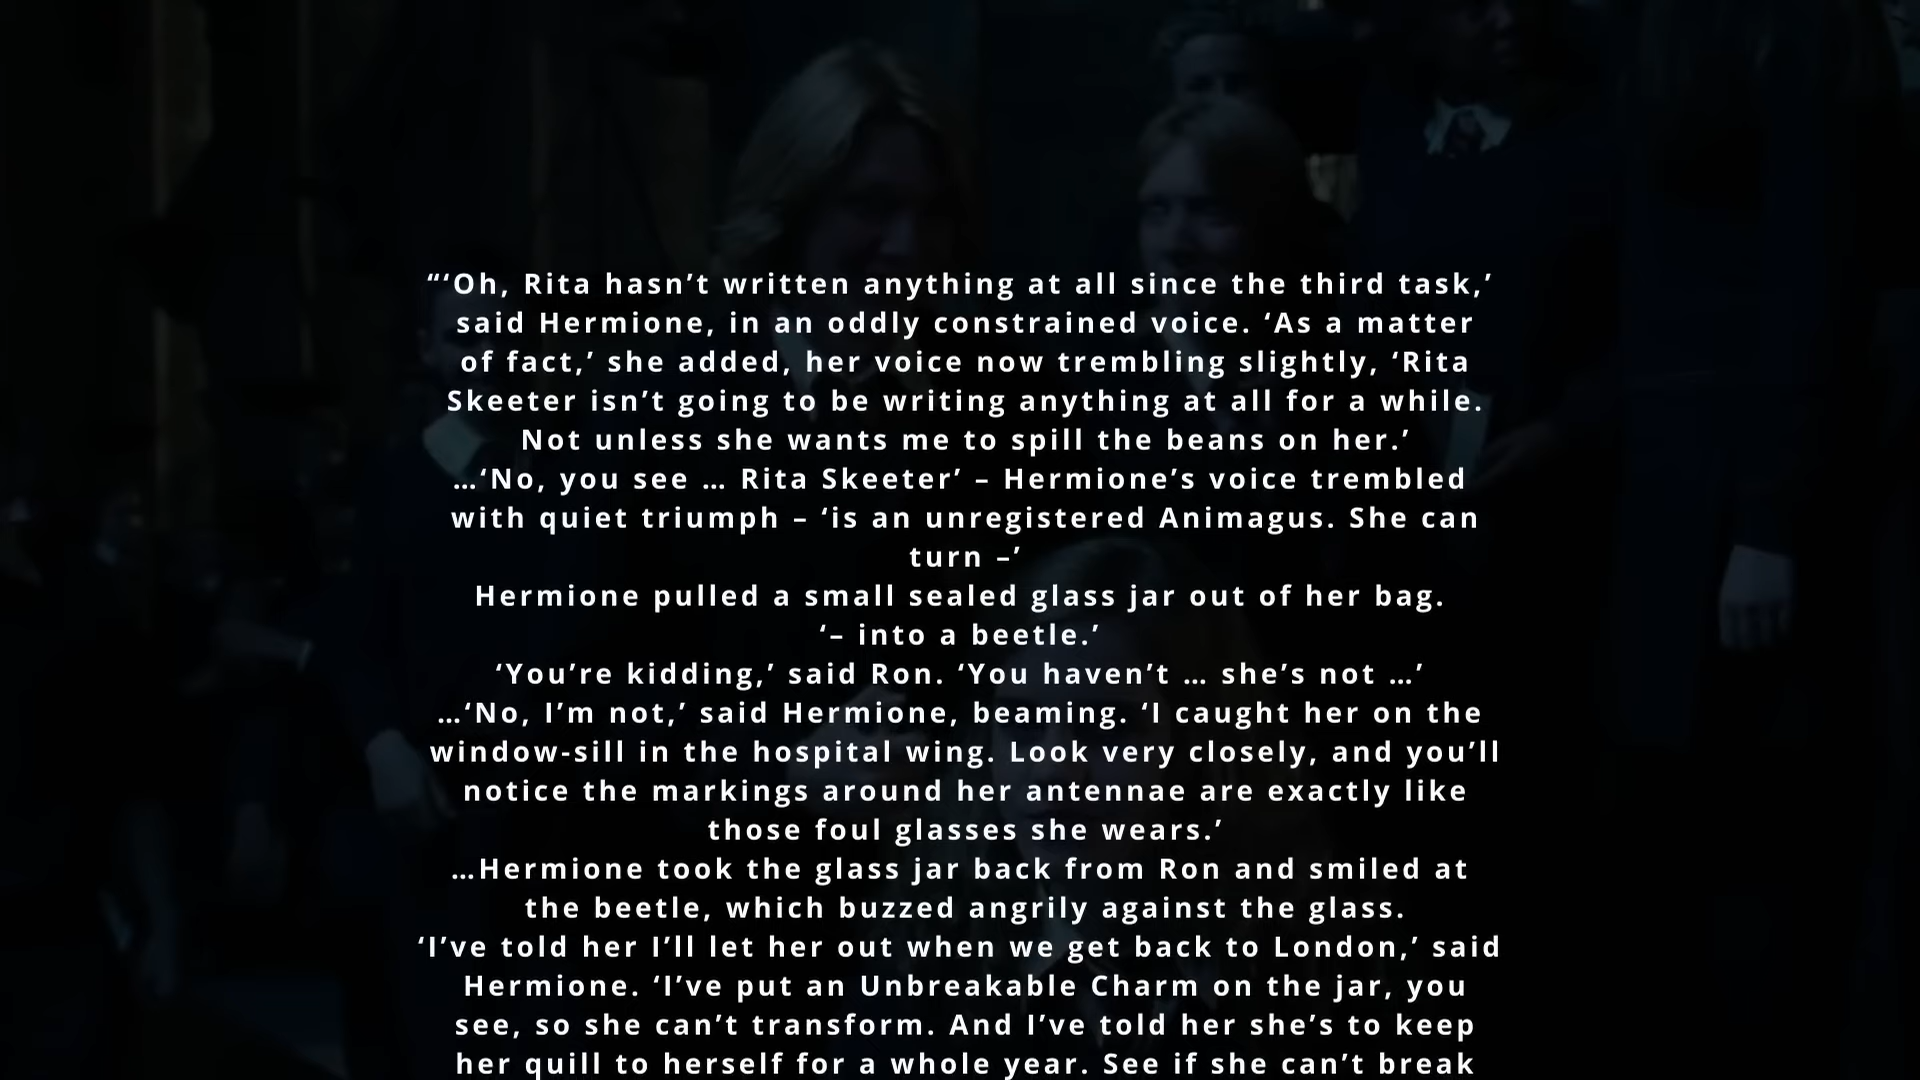 “‘Oh, Rita hasn’t written anything at all since the third task,’
said Hermione, in an oddly constrained voice. ‘As a matter
of fact,’ she added, her voice now trembling slightly, ‘Rita
Skeeter isn’t going to be writing anything at all for a while.
Not unless she wants me to spill the beans on her.’
…‘No, you see … Rita Skeeter’ – Hermione’s voice trembled
with quiet triumph – ‘is an unregistered Animagus. She can
turn –’
Hermione pulled a small sealed glass jar out of her bag.
‘– into a beetle.’
‘You’re kidding,’ said Ron. ‘You haven’t … she’s not …’
…‘No, I’m not,’ said Hermione, beaming. ‘I caught her on the
window-sill in the hospital wing. Look very closely, and you’ll
notice the markings around her antennae are exactly like
those foul glasses she wears.’
…Hermione took the glass jar back from Ron and smiled at
the beetle, which buzzed angrily against the glass.
‘I’ve told her I’ll let her out when we get back to London,’ said
Hermione. ‘I’ve put an Unbreakable Charm on the jar, you
see, so she can’t transform. And I’ve told her she’s to keep
her quill to herself for a whole year. See if she can’t break